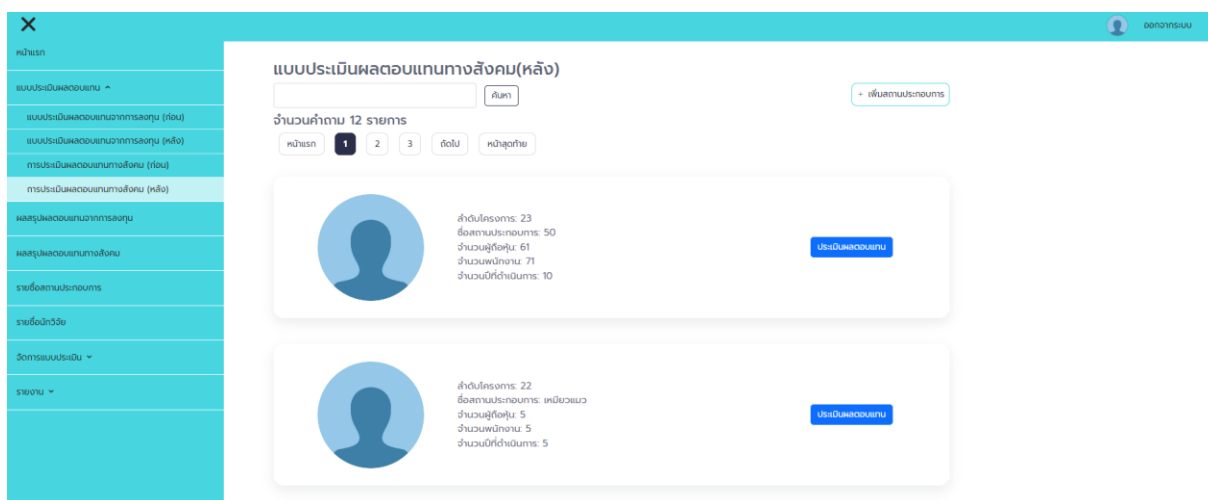 ออกจากระบบ
หน้าแรก
แบบประเมินผลตอบแทน
แบบประเมินผลตอบแทนจากการลงทุน (ก่อน)
แบบประเมินผลตอบแทนจากการลงทุน (หลัง)
การประเมินผลตอบแทนทางสังคม (ก่อน)
การประเมินผลตอบแทนทางสังคม (หลัง)
ผลสรุปผลตอบแทนจากการลงทุน
ผลสรุปผลตอบแทนทางสังคม
รายชื่อสถานประกอบการ
รายชื่อนักวิจัย
จัดการแบบประเมิน
รายงาน
แบบประเมินผลตอบแทนทางสังคม(หลัง)
ค้นหา
+ เพิ่มสถานประกอบการ
จำนวนคำถาม 12 รายการ
หน้าแรก 1 2 3 ถัดไป หน้าสุดท้าย
ลำดับโครงการ: 23
ชื่อสถานประกอบการ: 50
จำนวนผู้ถือหุ้น: 61
จำนวนพนักงาน: 71
จำนวนปีที่ดำเนินการ: 10
ประเมินผลตอบแทน
ลำดับโครงการ: 22
ชื่อสถานประกอบการ: เหมียวแมว
จำนวนผู้ถือหุ้น: 5
จำนวนพนักงาน: 5
จำนวนปีที่ดำเนินการ: 5
ประเมินผลตอบแทน